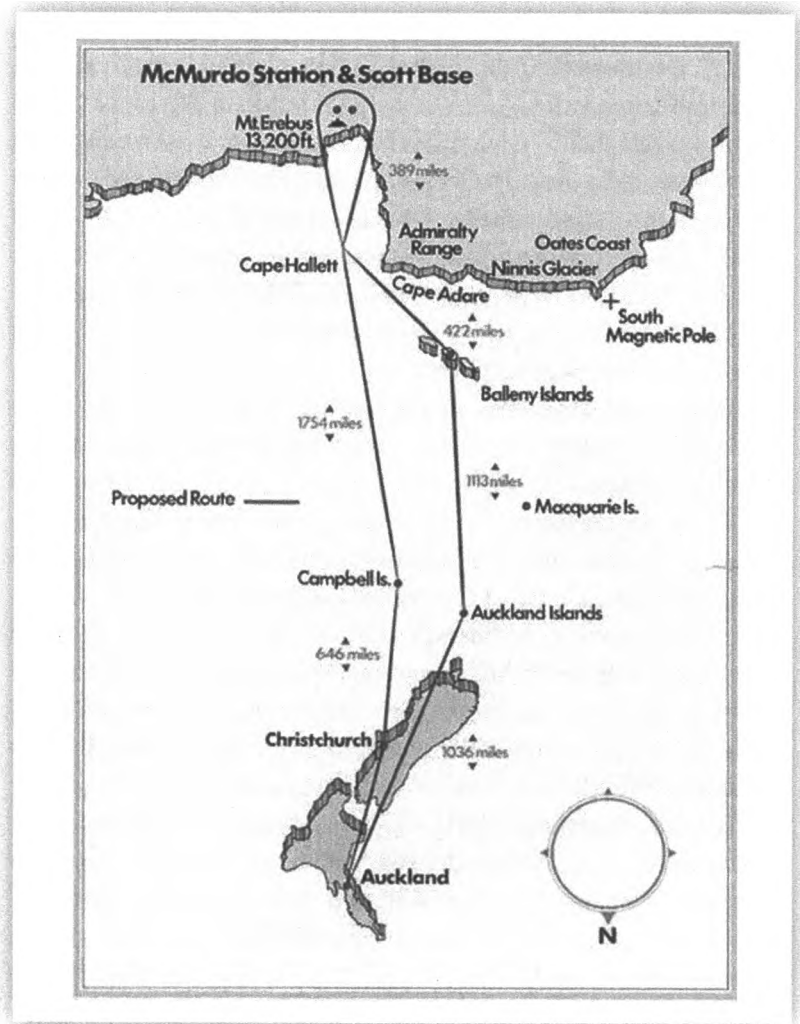 McMurdo Station & Scott Base
Mt. Erebus
13,200 ft.
389 miles
Admiralty
Range
Oates Coast
Cape Hallett
Ninnis Glacier
Cape Adare
South
Magnetic Pole
422 miles
Balleny Islands
1754 miles
1113 miles
Proposed Route
Macquarie Is.
Campbell Is.
Auckland Islands
646 miles
Christchurch
1036 miles
Auckland
N